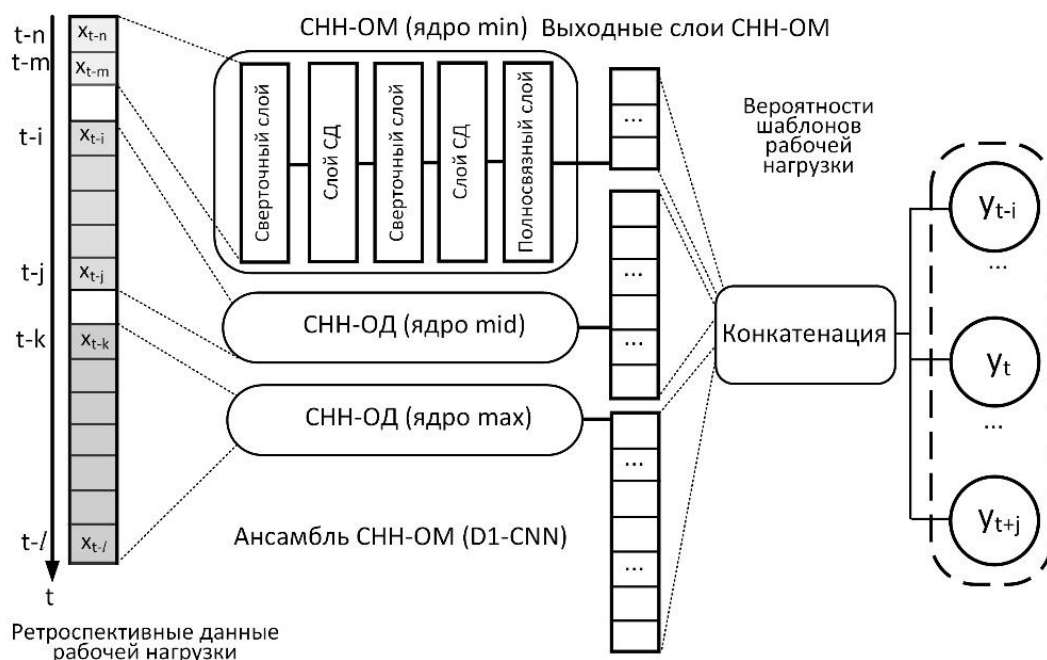 СНН-ОМ (ядро min)
Выходные слои СНН-ОМ
t-n
x_{t-n}
t-m
x_{t-m}
t-i
x_{t-i}
t-j
x_{t-j}
t-k
x_{t-k}
t-l
x_{t-l}
t
Ретроспективные данные
рабочей нагрузки
Сверточный слой
Слой СД
Сверточный слой
Слой СД
Полносвязный слой
СНН-ОД (ядро mid)
СНН-ОД (ядро max)
Ансамбль СНН-ОМ (D1-CNN)
...
...
...
...
...
Конкатенация
Вероятности
шаблонов
рабочей
нагрузки
y_{t-i}
...
y_t
...
y_{t+j}